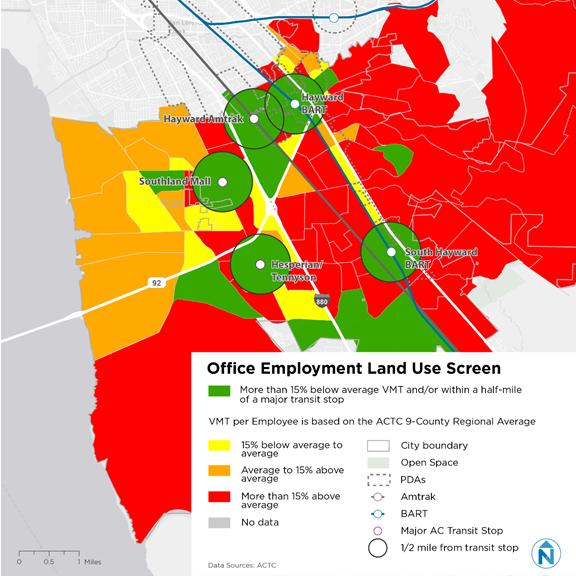 Hayward
BART
Hayward Amtrak
Southland Mall
South Hayward
BART
Hesperian/
Tennyson
92
880
Office Employment Land Use Screen
More than 15% below average VMT and/or within a half-mile
of a major transit stop
VMT per Employee is based on the ACTC 9-County Regional Average
15% below average to
average
Average to 15% above
average
More than 15% above
average
No data
City boundary
Open Space
PDAs
Amtrak
BART
Major AC Transit Stop
1/2 mile from transit stop
0 0.5 1 Miles
Data Sources: ACTC
N